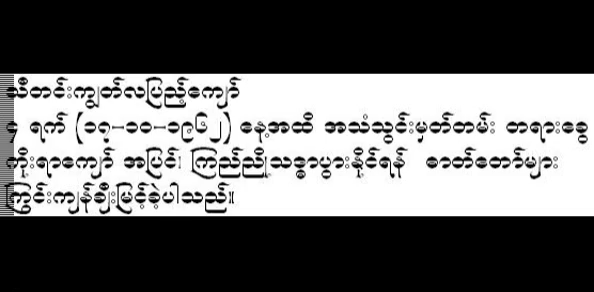 သီတင်းကျွတ်လပြည့်ကျော်
၄ ရက် (၁၇-၁၀-၁၉၆၂) နေ့အထိ အသံသွင်းမှတ်တမ်း တရားခွေ
ကိုးရာကျော် အပြင်၊ ကြည်ညိုသဒ္ဓာပွားနိုင်ရန် ဓာတ်တော်များ
ကြွင်းကျန်ချီးမြှင့်ခဲ့ပါသည်။